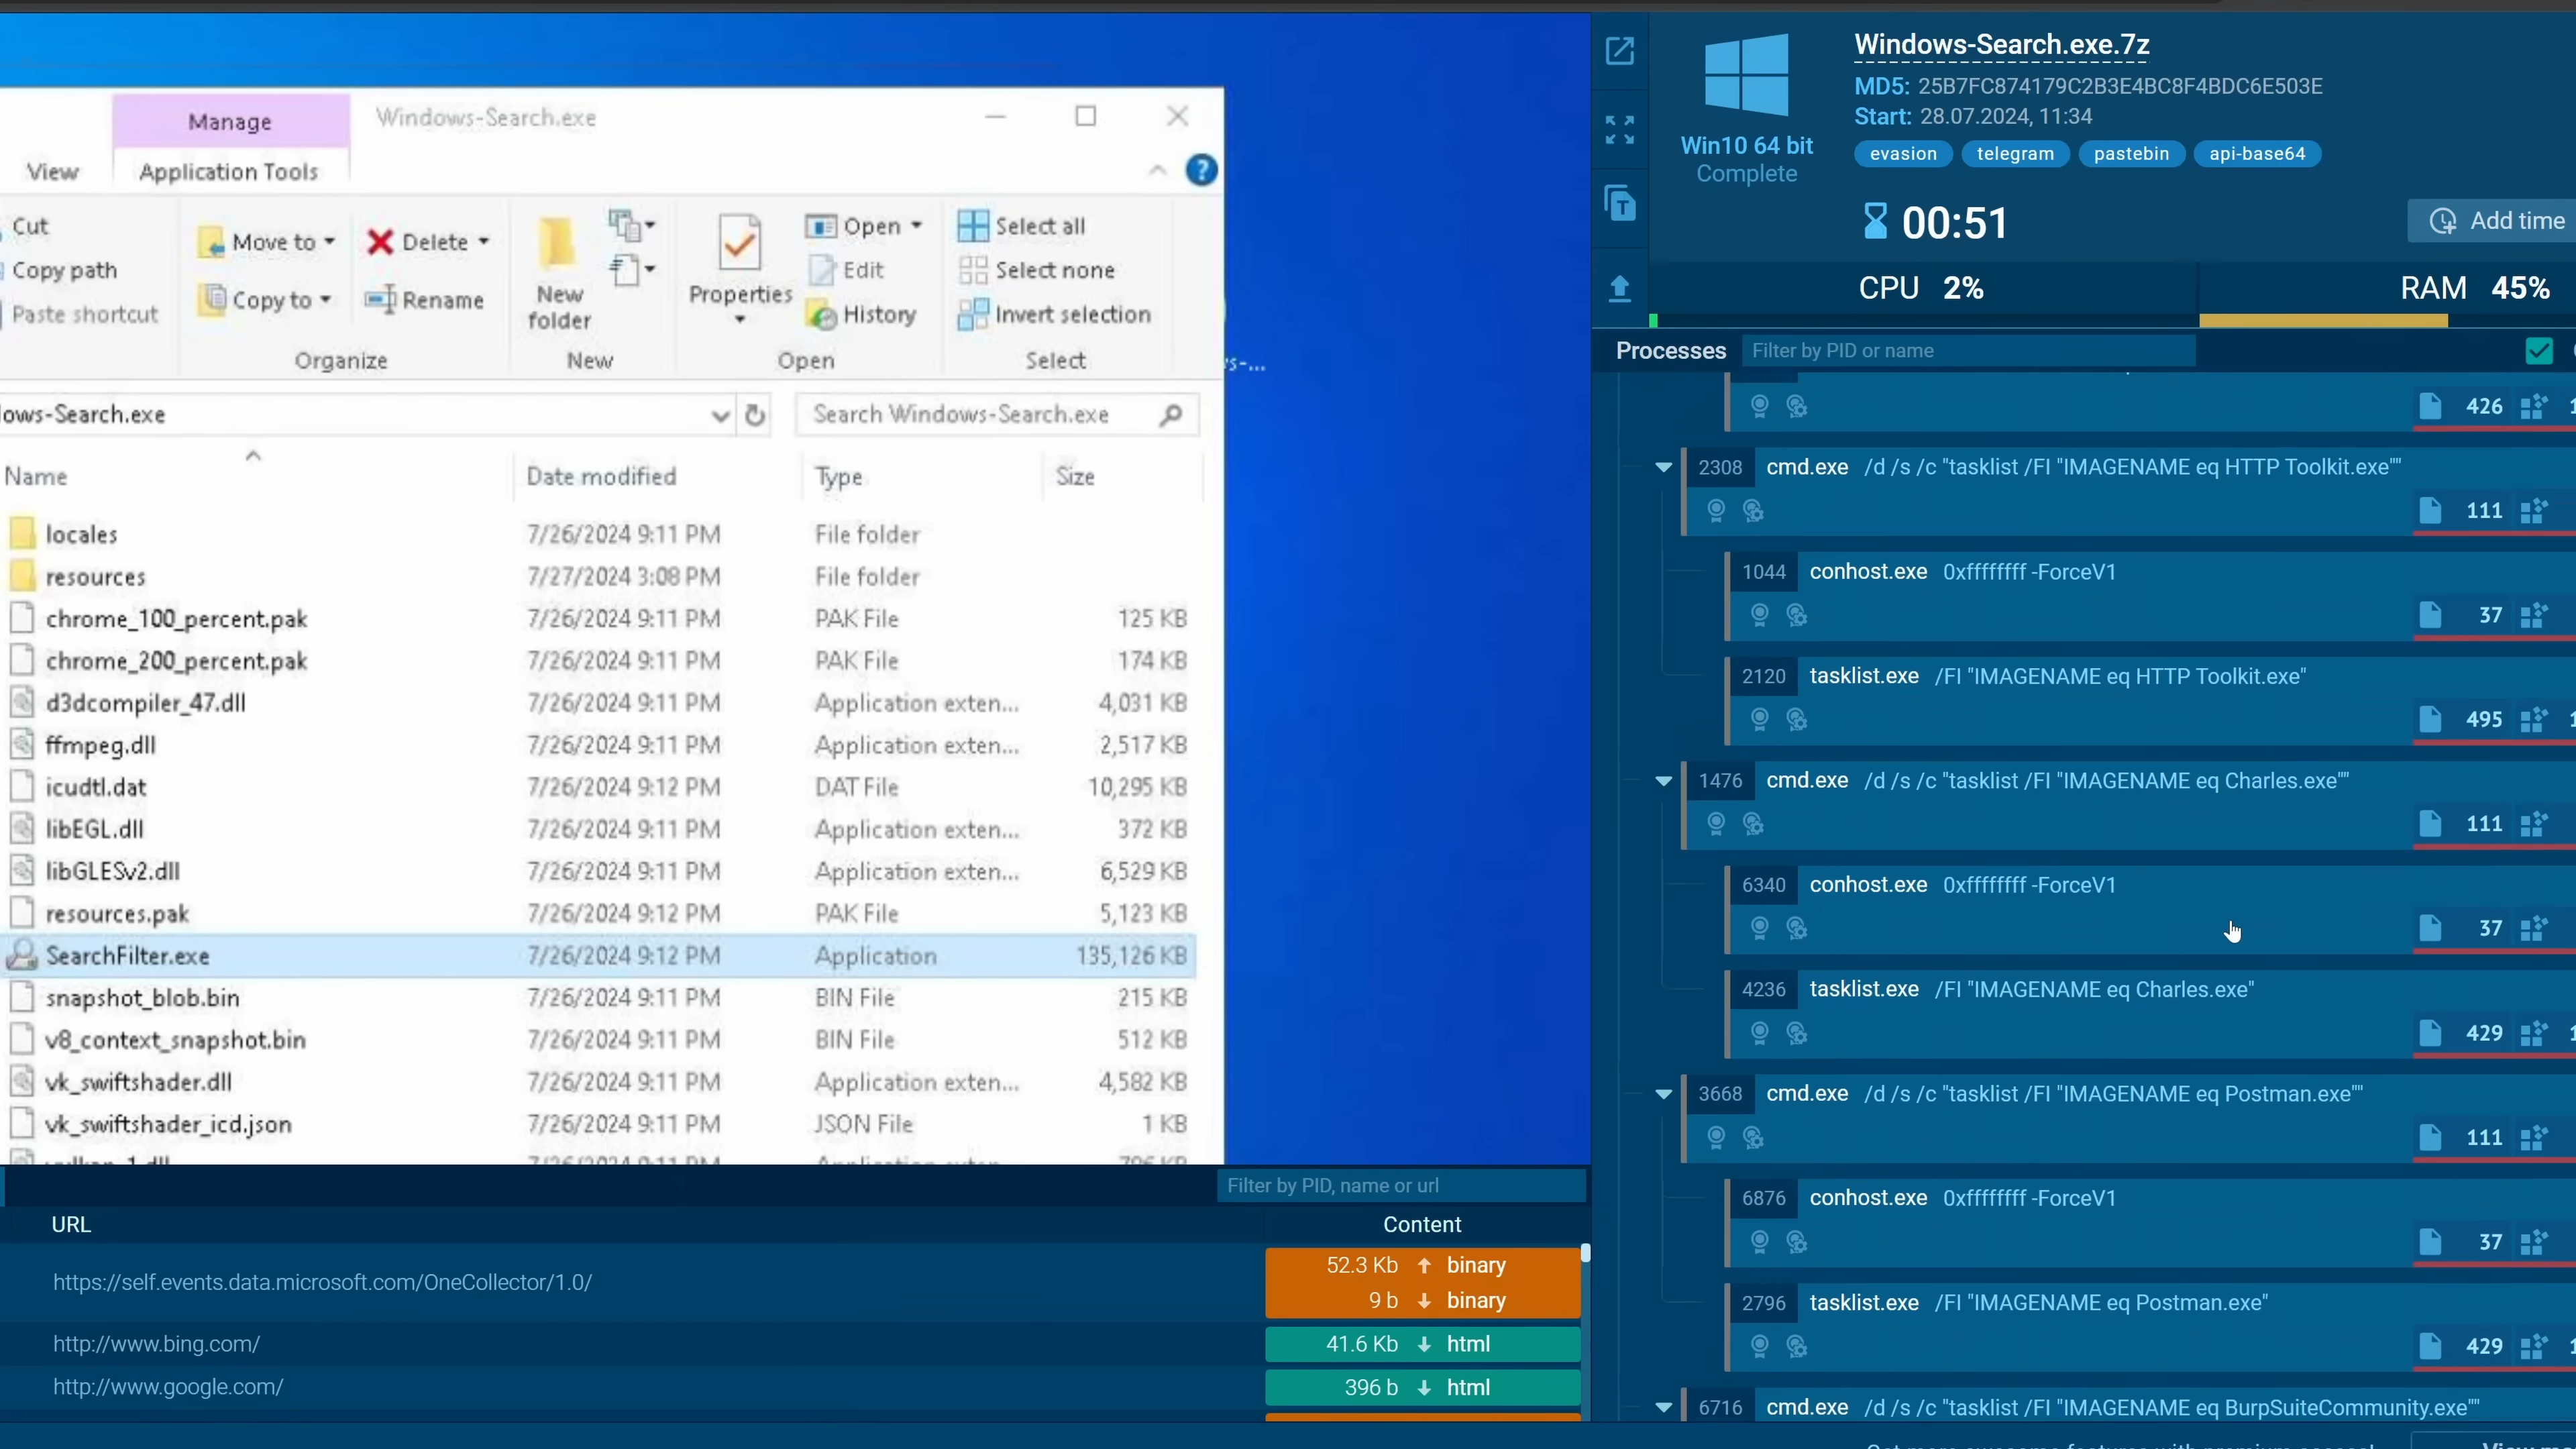 Manage
Windows-Search.exe
View
Application Tools
Cut
Copy path
Paste shortcut
Move to
Copy to
Delete
Rename
Organize
New folder
New
Properties
Open
Edit
History
Open
Select all
Select none
Invert selection
Select
ows-Search.exe
Search Windows-Search.exe
Name Date modified Type Size
locales 7/26/2024 9:11 PM File folder
resources 7/27/2024 3:08 PM File folder
chrome_100_percent.pak 7/26/2024 9:11 PM PAK File 125 KB
chrome_200_percent.pak 7/26/2024 9:11 PM PAK File 174 KB
d3dcompiler_47.dll 7/26/2024 9:11 PM Application exten... 4,031 KB
ffmpeg.dll 7/26/2024 9:11 PM Application exten... 2,517 KB
icudtl.dat 7/26/2024 9:12 PM DAT File 10,295 KB
libEGL.dll 7/26/2024 9:11 PM Application exten... 372 KB
libGLESv2.dll 7/26/2024 9:11 PM Application exten... 6,529 KB
resources.pak 7/26/2024 9:12 PM PAK File 5,123 KB
SearchFilter.exe 7/26/2024 9:12 PM Application 135,126 KB
snapshot_blob.bin 7/26/2024 9:11 PM BIN File 215 KB
v8_context_snapshot.bin 7/26/2024 9:11 PM BIN File 512 KB
vk_swiftshader.dll 7/26/2024 9:11 PM Application exten... 4,582 KB
vk_swiftshader_icd.json 7/26/2024 9:11 PM JSON File 1 KB
s-...
Filter by PID, name or url
URL Content
https://self.events.data.microsoft.com/OneCollector/1.0/ 52.3 Kb binary
9 b binary
http://www.bing.com/ 41.6 Kb html
http://www.google.com/ 396 b html
Win10 64 bit
Complete
Windows-Search.exe.7z
MD5: 25B7FC874179C2B3E4BC8F4BDC6E503E
Start: 28.07.2024, 11:34
evasion telegram pastebin api-base64
00:51
Add time
CPU 2% RAM 45%
Processes Filter by PID or name
426
2308 cmd.exe /d /s /c "tasklist /FI "IMAGENAME eq HTTP Toolkit.exe""
111
1044 conhost.exe 0xffffffff -ForceV1
37
2120 tasklist.exe /FI "IMAGENAME eq HTTP Toolkit.exe"
495
1476 cmd.exe /d /s /c "tasklist /FI "IMAGENAME eq Charles.exe""
111
6340 conhost.exe 0xffffffff -ForceV1
37
4236 tasklist.exe /FI "IMAGENAME eq Charles.exe"
429
3668 cmd.exe /d /s /c "tasklist /FI "IMAGENAME eq Postman.exe""
111
6876 conhost.exe 0xffffffff -ForceV1
37
2796 tasklist.exe /FI "IMAGENAME eq Postman.exe"
429
6716 cmd.exe /d /s /c "tasklist /FI "IMAGENAME eq BurpSuiteCommunity.exe""